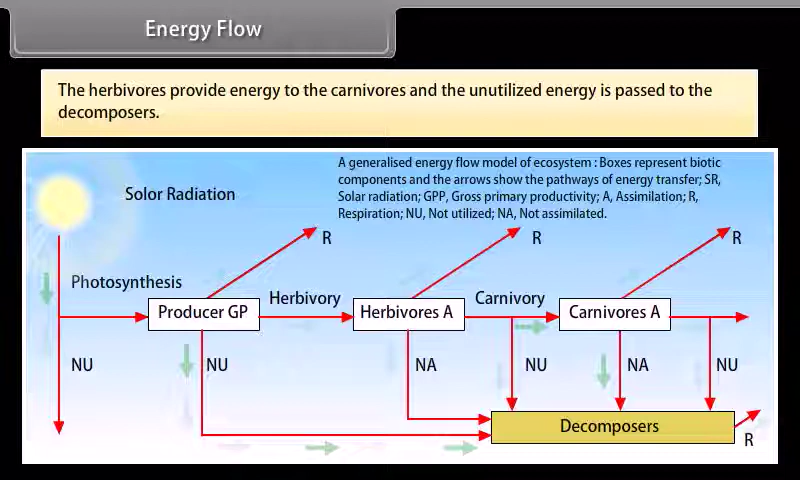 Energy Flow
The herbivores provide energy to the carnivores and the unutilized energy is passed to the
decomposers.
A generalised energy flow model of ecosystem : Boxes represent biotic
components and the arrows show the pathways of energy transfer; SR,
Solar radiation; GPP, Gross primary productivity; A, Assimilation; R,
Respiration; NU, Not utilized; NA, Not assimilated.
Solor Radiation
R
R
R
Photosynthesis
Herbivory
Carnivory
Producer GP
Herbivores A
Carnivores A
NU
NU
NA
NU
NA
NU
Decomposers
R